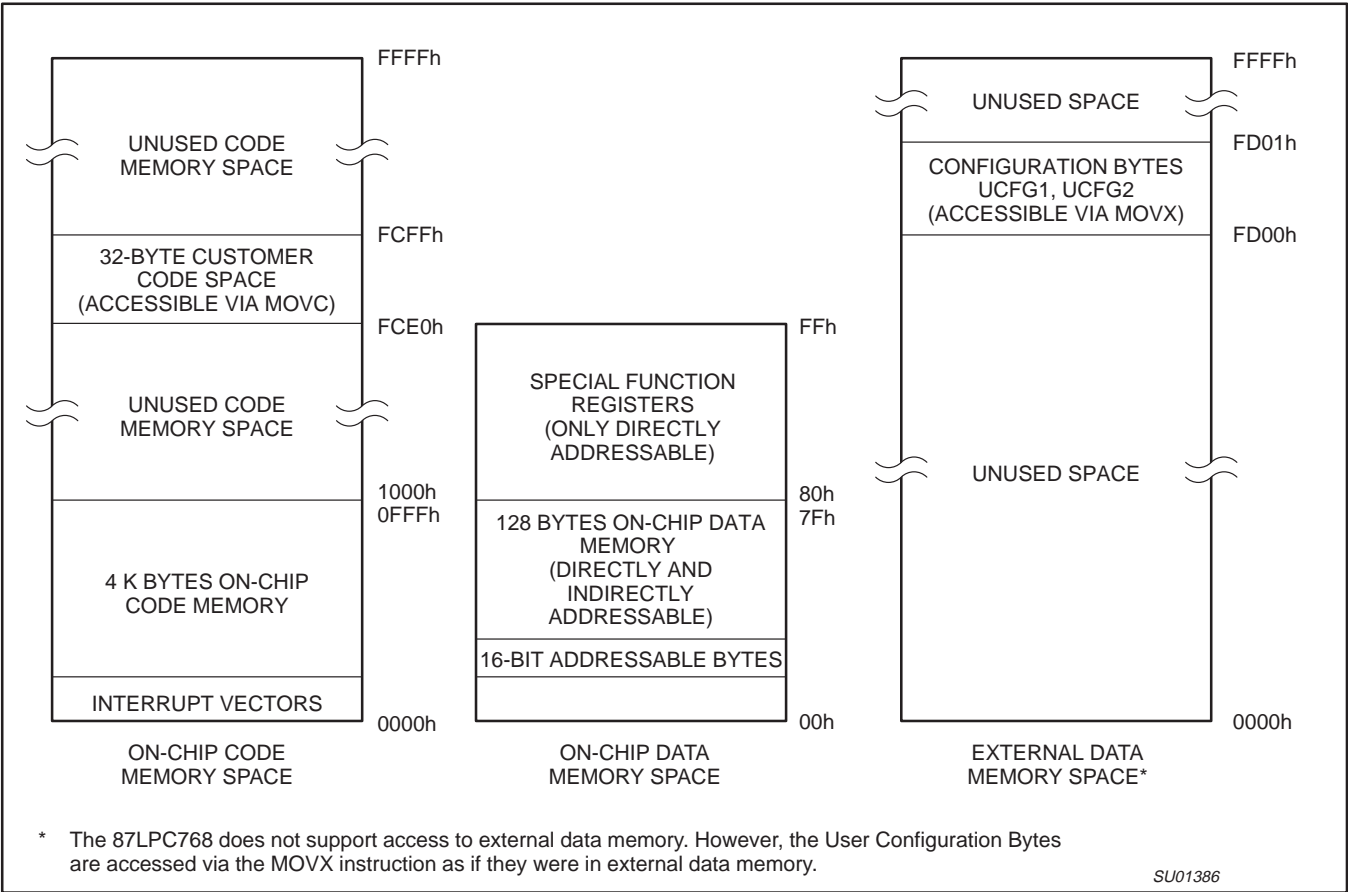 FFFFh
UNUSED CODE
MEMORY SPACE
FCFFh
32-BYTE CUSTOMER
CODE SPACE
(ACCESSIBLE VIA MOVC)
FCE0h
UNUSED CODE
MEMORY SPACE
1000h
0FFFh
4 K BYTES ON-CHIP
CODE MEMORY
INTERRUPT VECTORS
0000h
ON-CHIP CODE
MEMORY SPACE
FFh
SPECIAL FUNCTION
REGISTERS
(ONLY DIRECTLY
ADDRESSABLE)
80h
7Fh
128 BYTES ON-CHIP DATA
MEMORY
(DIRECTLY AND
INDIRECTLY
ADDRESSABLE)
16-BIT ADDRESSABLE BYTES
00h
ON-CHIP DATA
MEMORY SPACE
FFFFh
UNUSED SPACE
FD01h
CONFIGURATION BYTES
UCFG1, UCFG2
(ACCESSIBLE VIA MOVX)
FD00h
UNUSED SPACE
0000h
EXTERNAL DATA
MEMORY SPACE*
* The 87LPC768 does not support access to external data memory. However, the User Configuration Bytes
are accessed via the MOVX instruction as if they were in external data memory.
SU01386